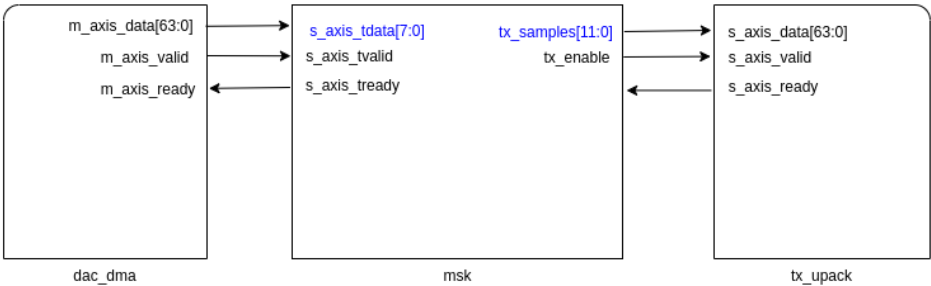 m_axis_data[63:0]
m_axis_valid
m_axis_ready
dac_dma
s_axis_tdata[7:0]
s_axis_tvalid
s_axis_tready
tx_samples[11:0]
tx_enable
msk
s_axis_data[63:0]
s_axis_valid
s_axis_ready
tx_upack